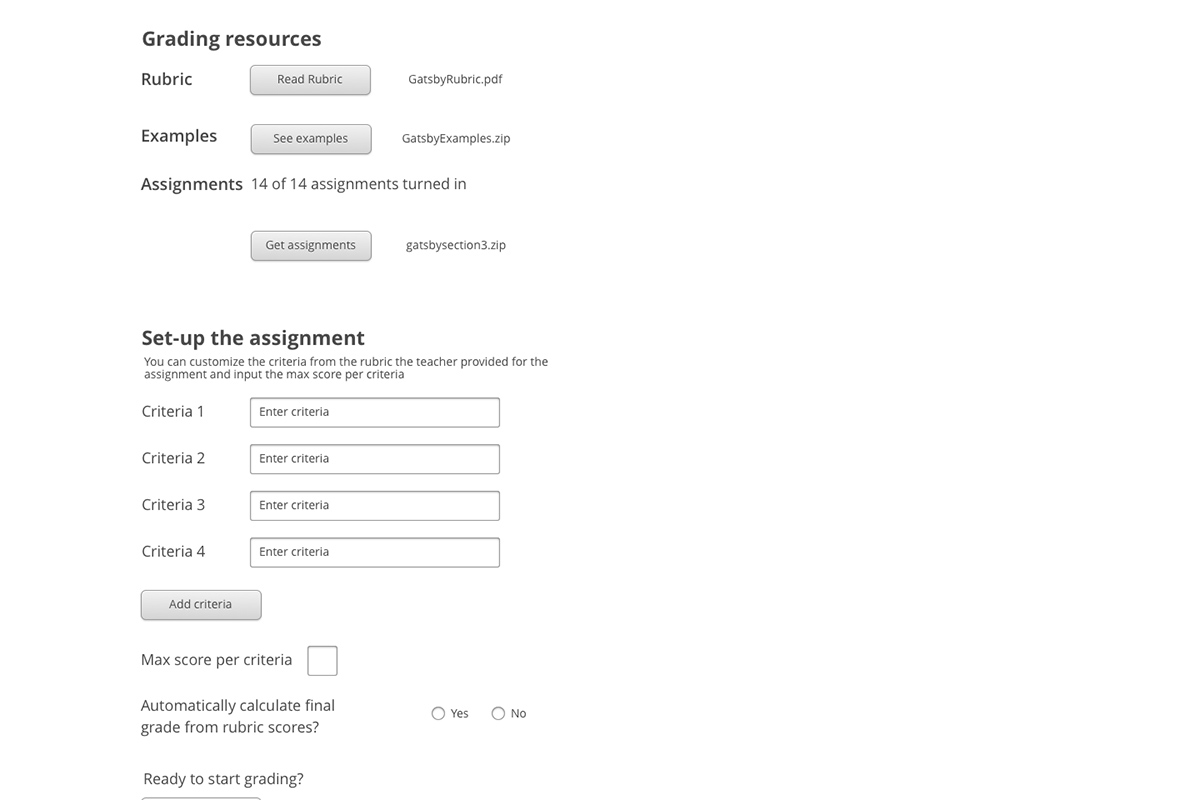 Grading resources
Rubric Read Rubric GatsbyRubric.pdf
Examples See examples GatsbyExamples.zip
Assignments 14 of 14 assignments turned in
Get assignments gatsbysection3.zip
Set-up the assignment
You can customize the criteria from the rubric the teacher provided for the
assignment and input the max score per criteria
Criteria 1 Enter criteria
Criteria 2 Enter criteria
Criteria 3 Enter criteria
Criteria 4 Enter criteria
Add criteria
Max score per criteria
Automatically calculate final
grade from rubric scores? Yes No
Ready to start grading?